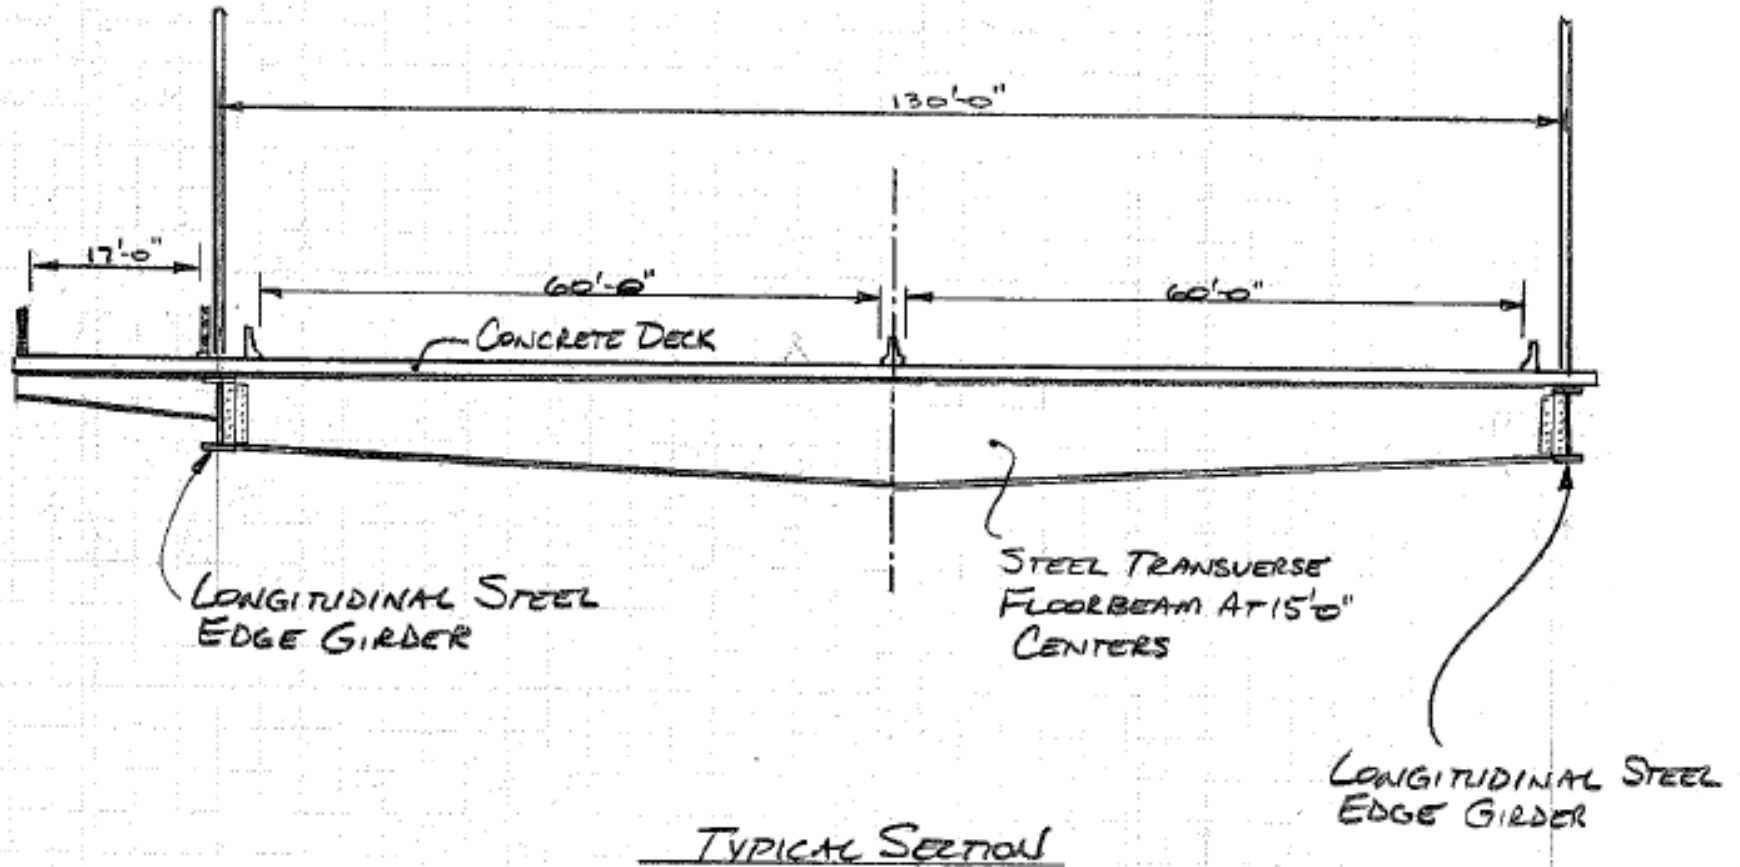 130'-0"
17'-0"
60'-0"
60'-0"
CONCRETE DECK
STEEL TRANSVERSE
FLOORBEAM AT 15'0"
CENTERS
LONGITUDINAL STEEL
EDGE GIRDER
LONGITUDINAL STEEL
EDGE GIRDER
TYPICAL SECTION